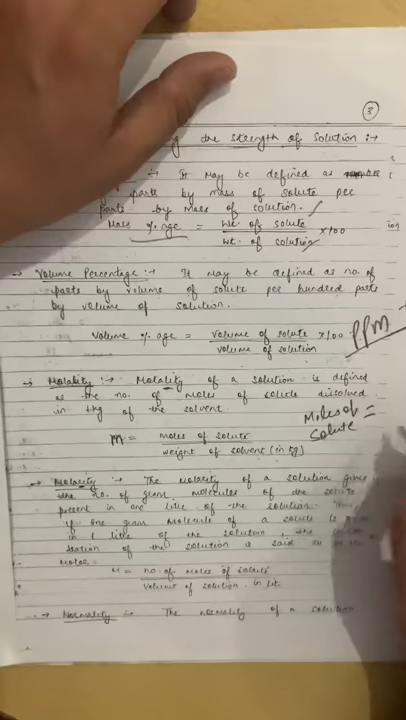 3
the strength of Solution :-
:- It may be defined as
parts by mass of solute per
parts by mass of solution.
Mass %age = wt. of solute
wt. of solution × 100
→ Volume Percentage :- It may be defined as no. of
parts by volume of solute per hundred parts
by volume of solution.
Volume %age = volume of solute × 100
volume of solution
PPM
→ Molality :- Molality of a solution is defined
as the no. of moles of solute dissolved
in 1kg of the solvent.
Moles of =
Solute
m = moles of solute
weight of solvent (in kg)
→ Molarity :- The molarity of a solution gives
the no. of gram molecules of the solute
present in one litre of the solution.
if one gram molecule of a solute is
in 1 litre of the solution, the
tration of the solution is said to
Molar.
M = no. of moles of solute
Volume of solution in lit.
→ Normality :- The normality of a solution